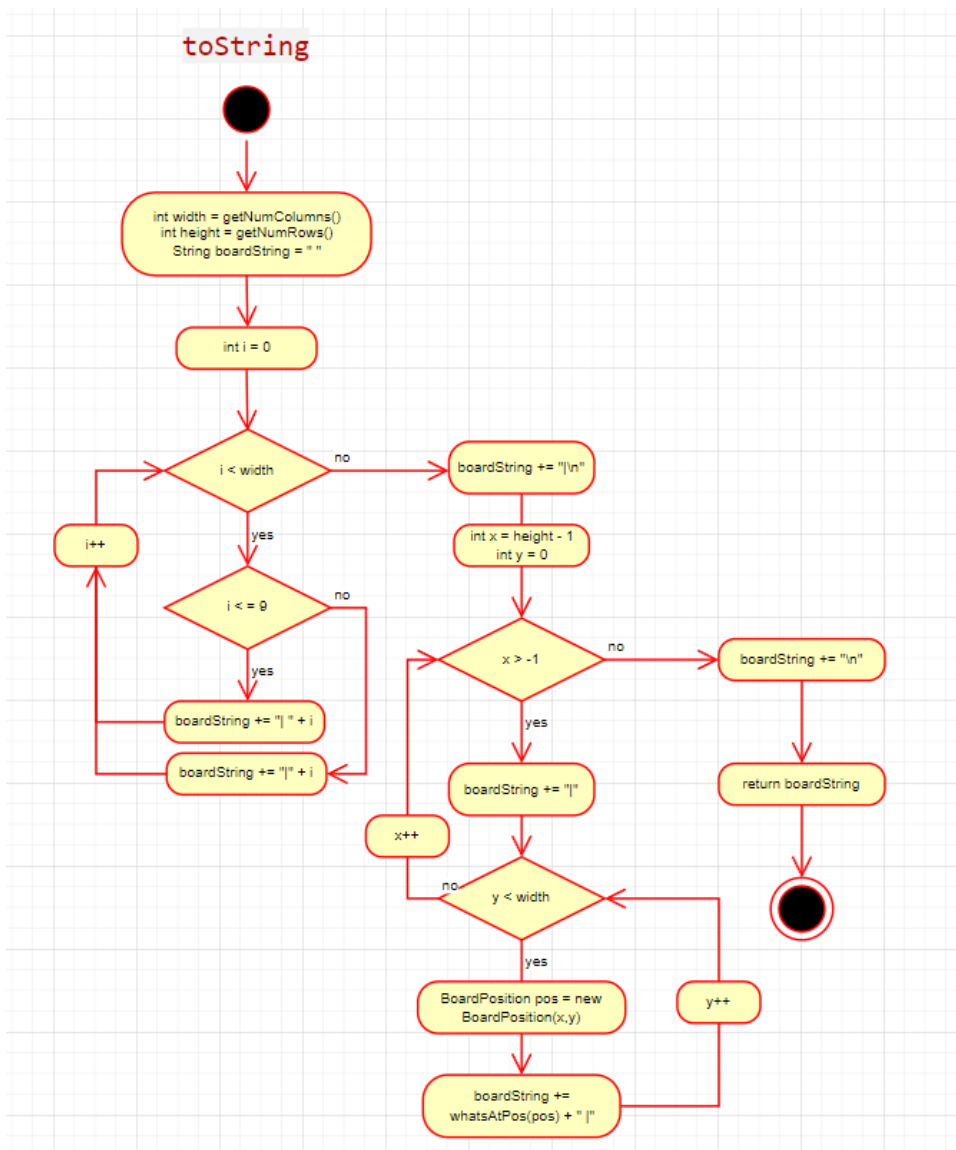 toString
int width = getNumColumns()
int height = getNumRows()
String boardString = " "
int i = 0
i < width
no
yes
i++
i < = 9
no
yes
boardString += "| " + i
boardString += "|" + i
boardString += "|\n"
int x = height - 1
int y = 0
x > -1
no
yes
boardString += "|"
x++
y < width
no
yes
BoardPosition pos = new
BoardPosition(x,y)
boardString +=
whatsAtPos(pos) + " |"
y++
boardString += "\n"
return boardString